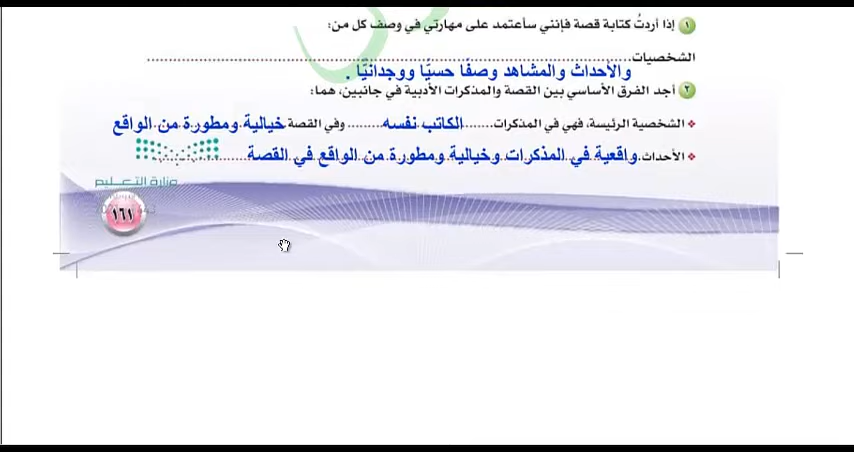 ١ إذا أردتُ كتابة قصة فإنني سأعتمد على مهارتي في وصف كل من:
الشخصيات................................................
والأحداث والمشاهد وصفًا حسيًّا ووجدانيًّا .
٢ أجد الفرق الأساسي بين القصة والمذكرات الأدبية في جانبين، هما:
❖ الشخصية الرئيسة، فهي في المذكرات.......الكاتب نفسه......... وفي القصة خيالية ومطورة من الواقع
❖ الأحداث.واقعية في المذكرات وخيالية ومطورة من الواقع في القصة
وزارة التعـــليم
١٦١